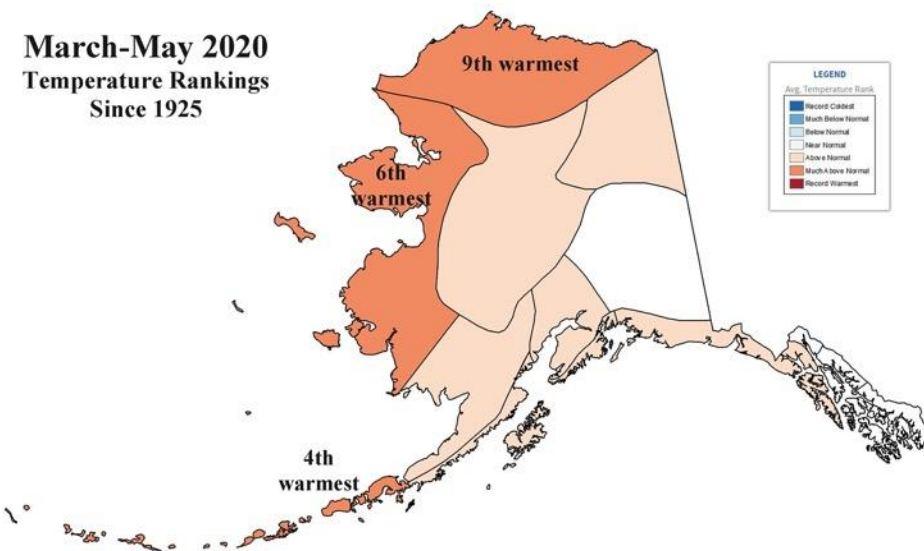 March-May 2020
Temperature Rankings
Since 1925
9th warmest
6th
warmest
4th
warmest
LEGEND
Avg. Temperature Rank
Record Coldest
Much Below Normal
Below Normal
Near Normal
Above Normal
Much Above Normal
Record Warmest